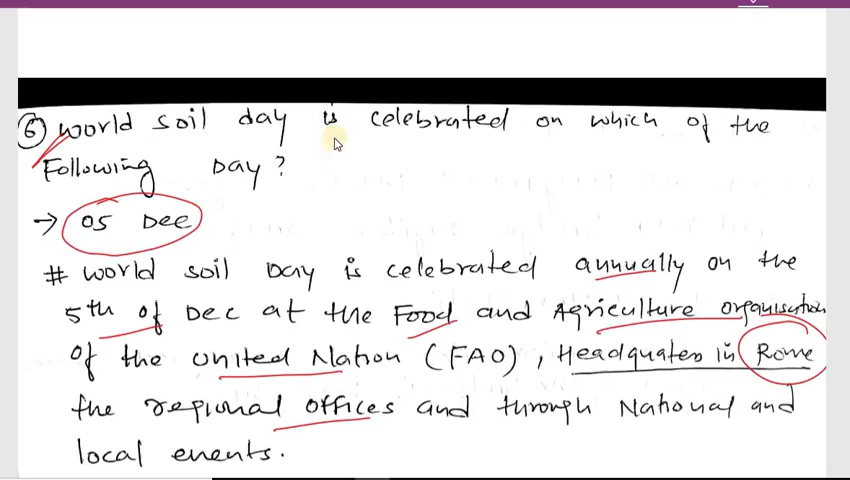 6) World soil day is celebrated on which of the
Following Day?
→ 05 Dec
# World soil Day is celebrated annually on the
5th of Dec at the Food and Agriculture organisation
of the United Nation (FAO), Headquater in Rome
the regional offices and through National and
local events.